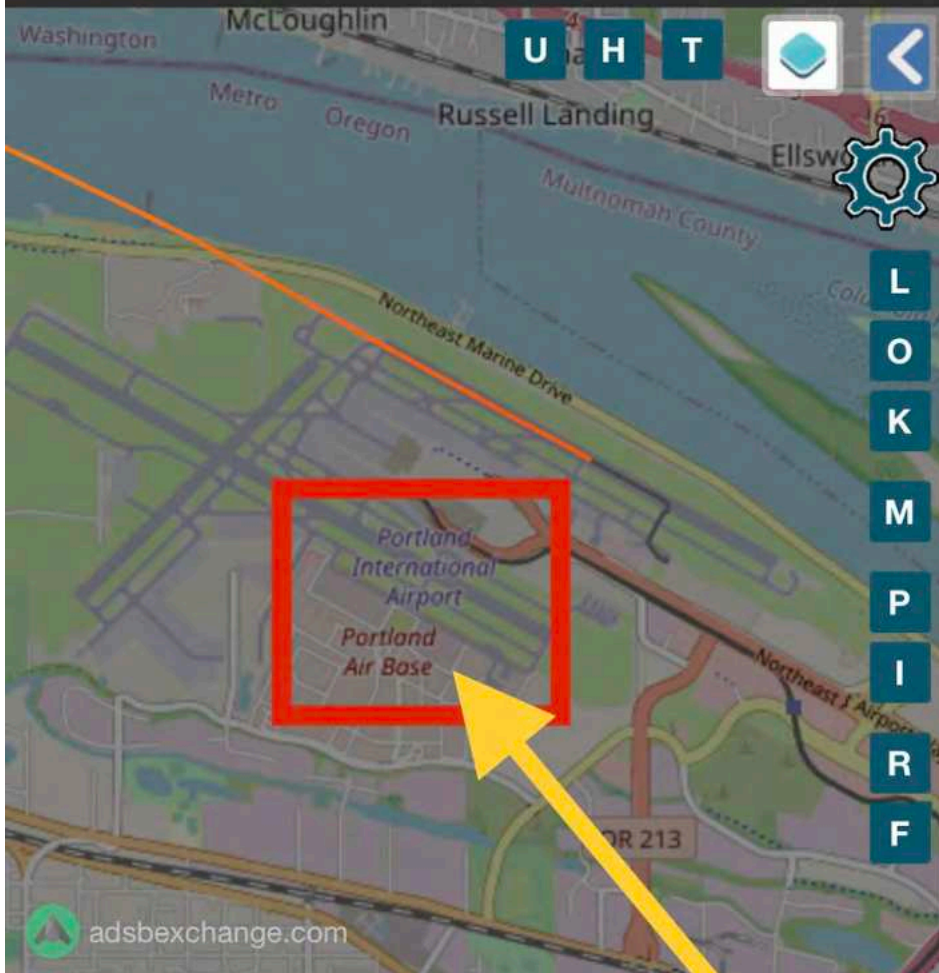 McLoughlin
Washington
U H T
Metro
Oregon
Russell Landing
Multnomah County
L
O
K
Northeast Marine Drive
M
Portland
International
Airport
P
Portland
Air Base
I
R
F
OR 213
adsbexchange.com